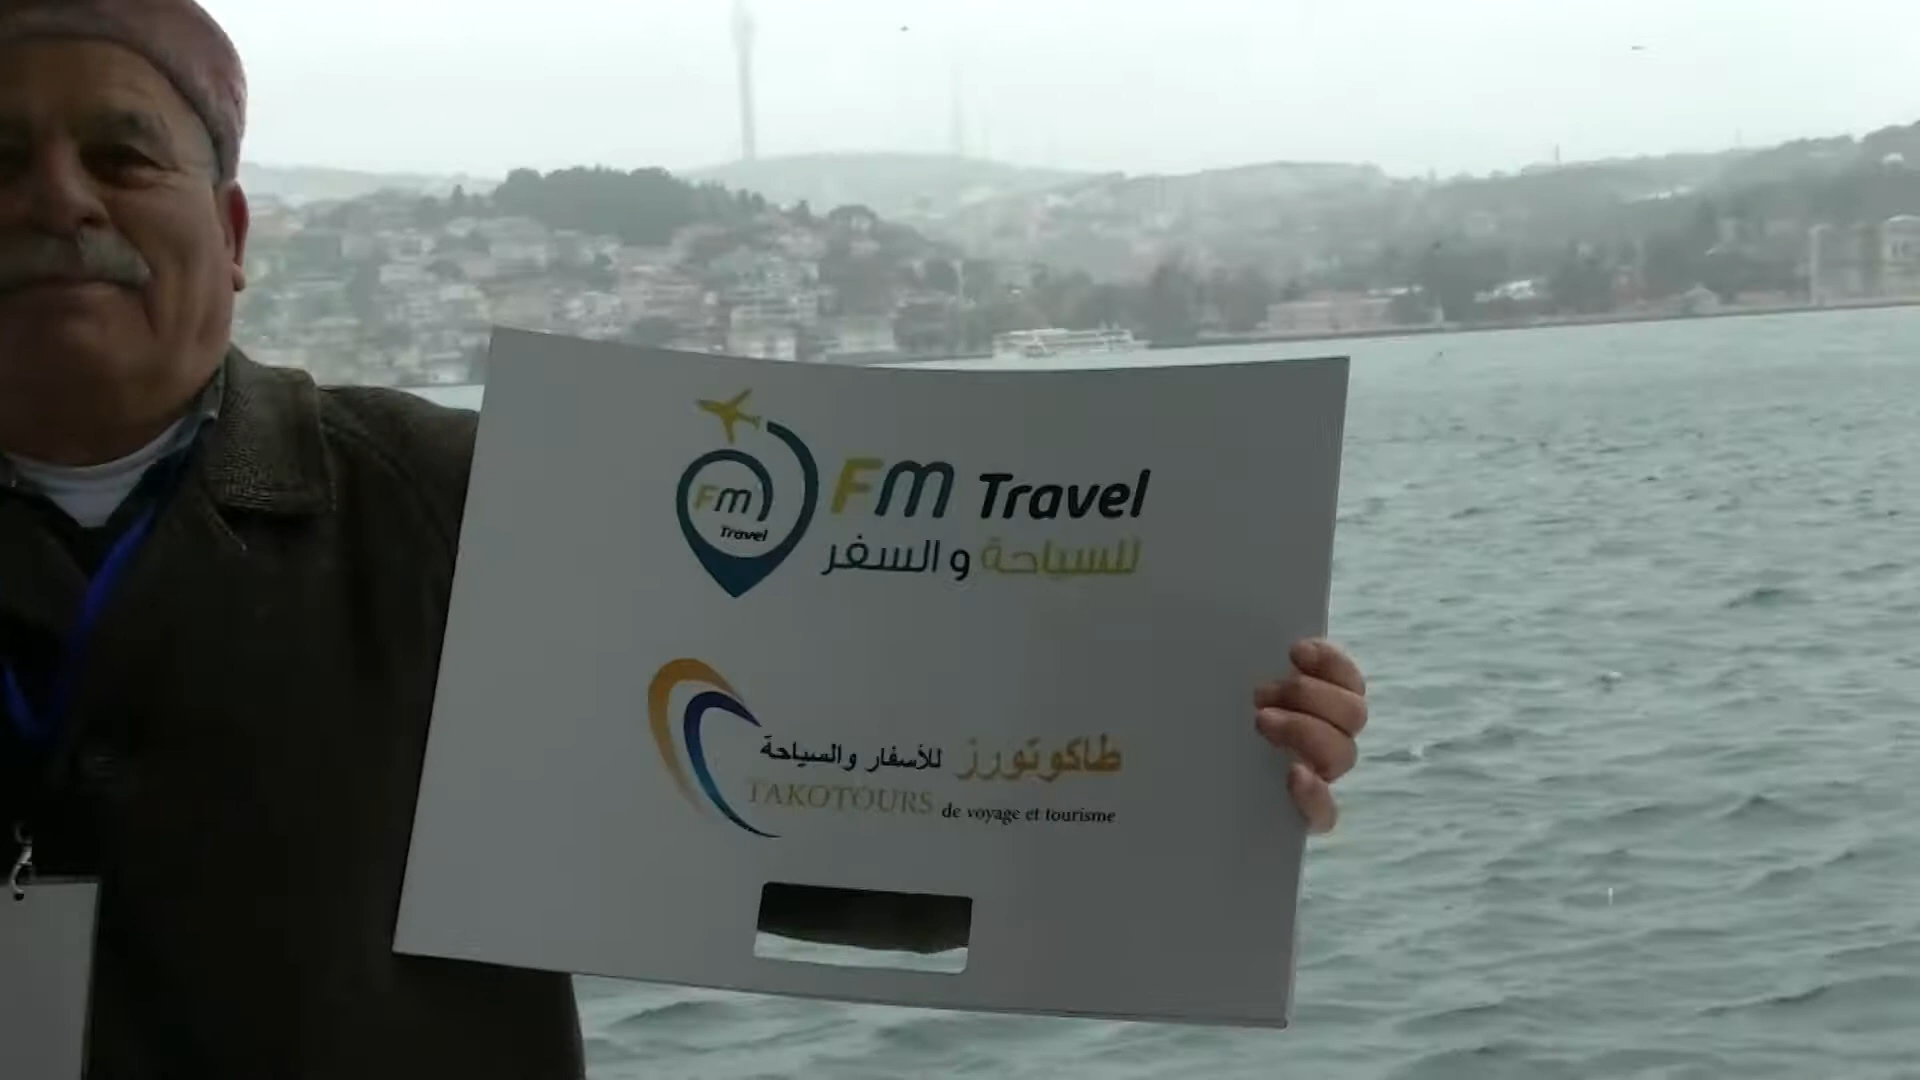 Fm
Travel
Fm Travel
للسياحة و السفر
طاكوتورز للأسفار والسياحة
TAKOTOURS de voyage et tourisme